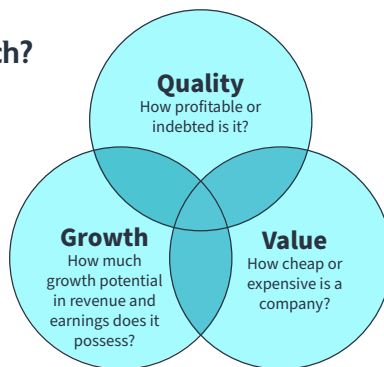 ch?
Quality
How profitable or
indebted is it?
Growth
How much
growth potential
in revenue and
earnings does it
possess?
Value
How cheap or
expensive is a
company?